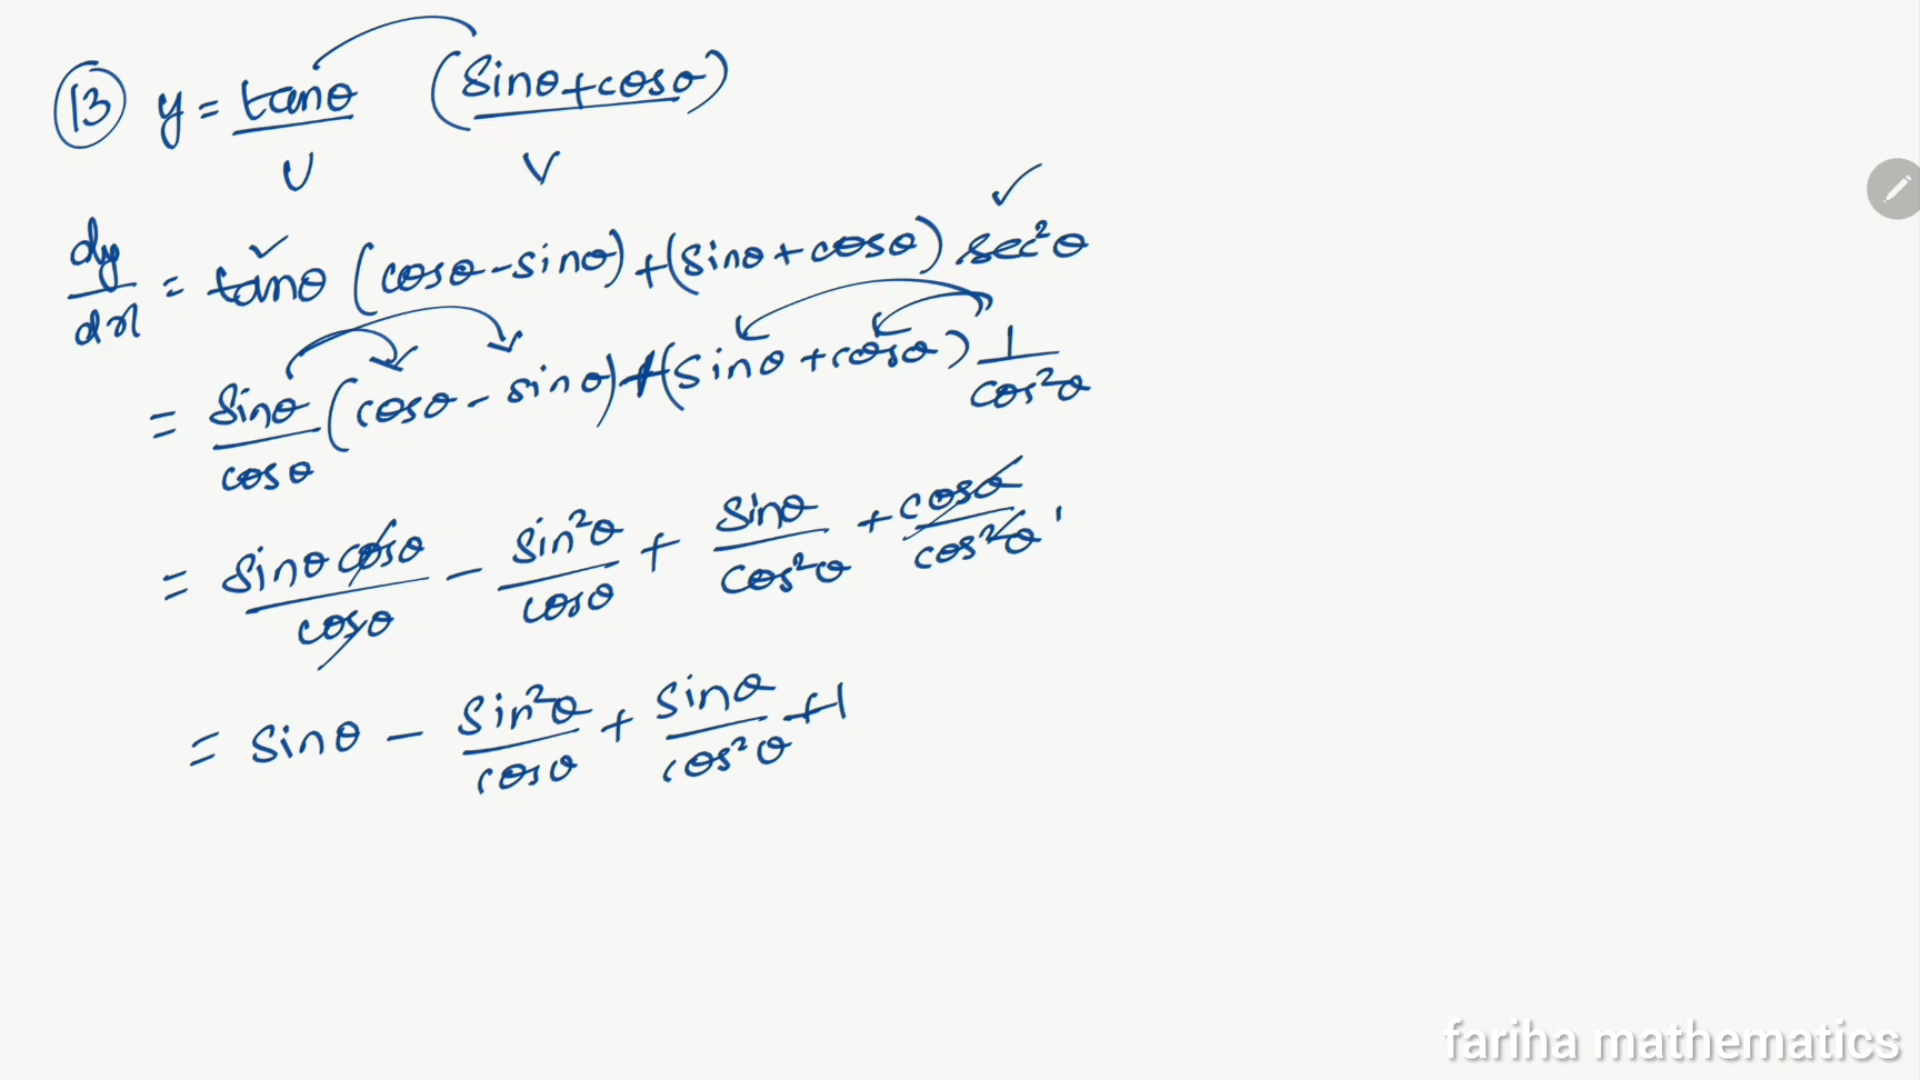 13 y = tanθ (sinθ+cosθ)
U V
dy/dx = tanθ (cosθ-sinθ)+(sinθ+cosθ) sec²θ
= sinθ/cosθ (cosθ-sinθ)+(sinθ+cosθ) 1/cos²θ
= sinθ cosθ/cosθ - sin²θ/cosθ + sinθ/cos²θ + cosθ/cos²θ
= sinθ - sin²θ/cosθ + sinθ/cos²θ +1
fariha mathematics